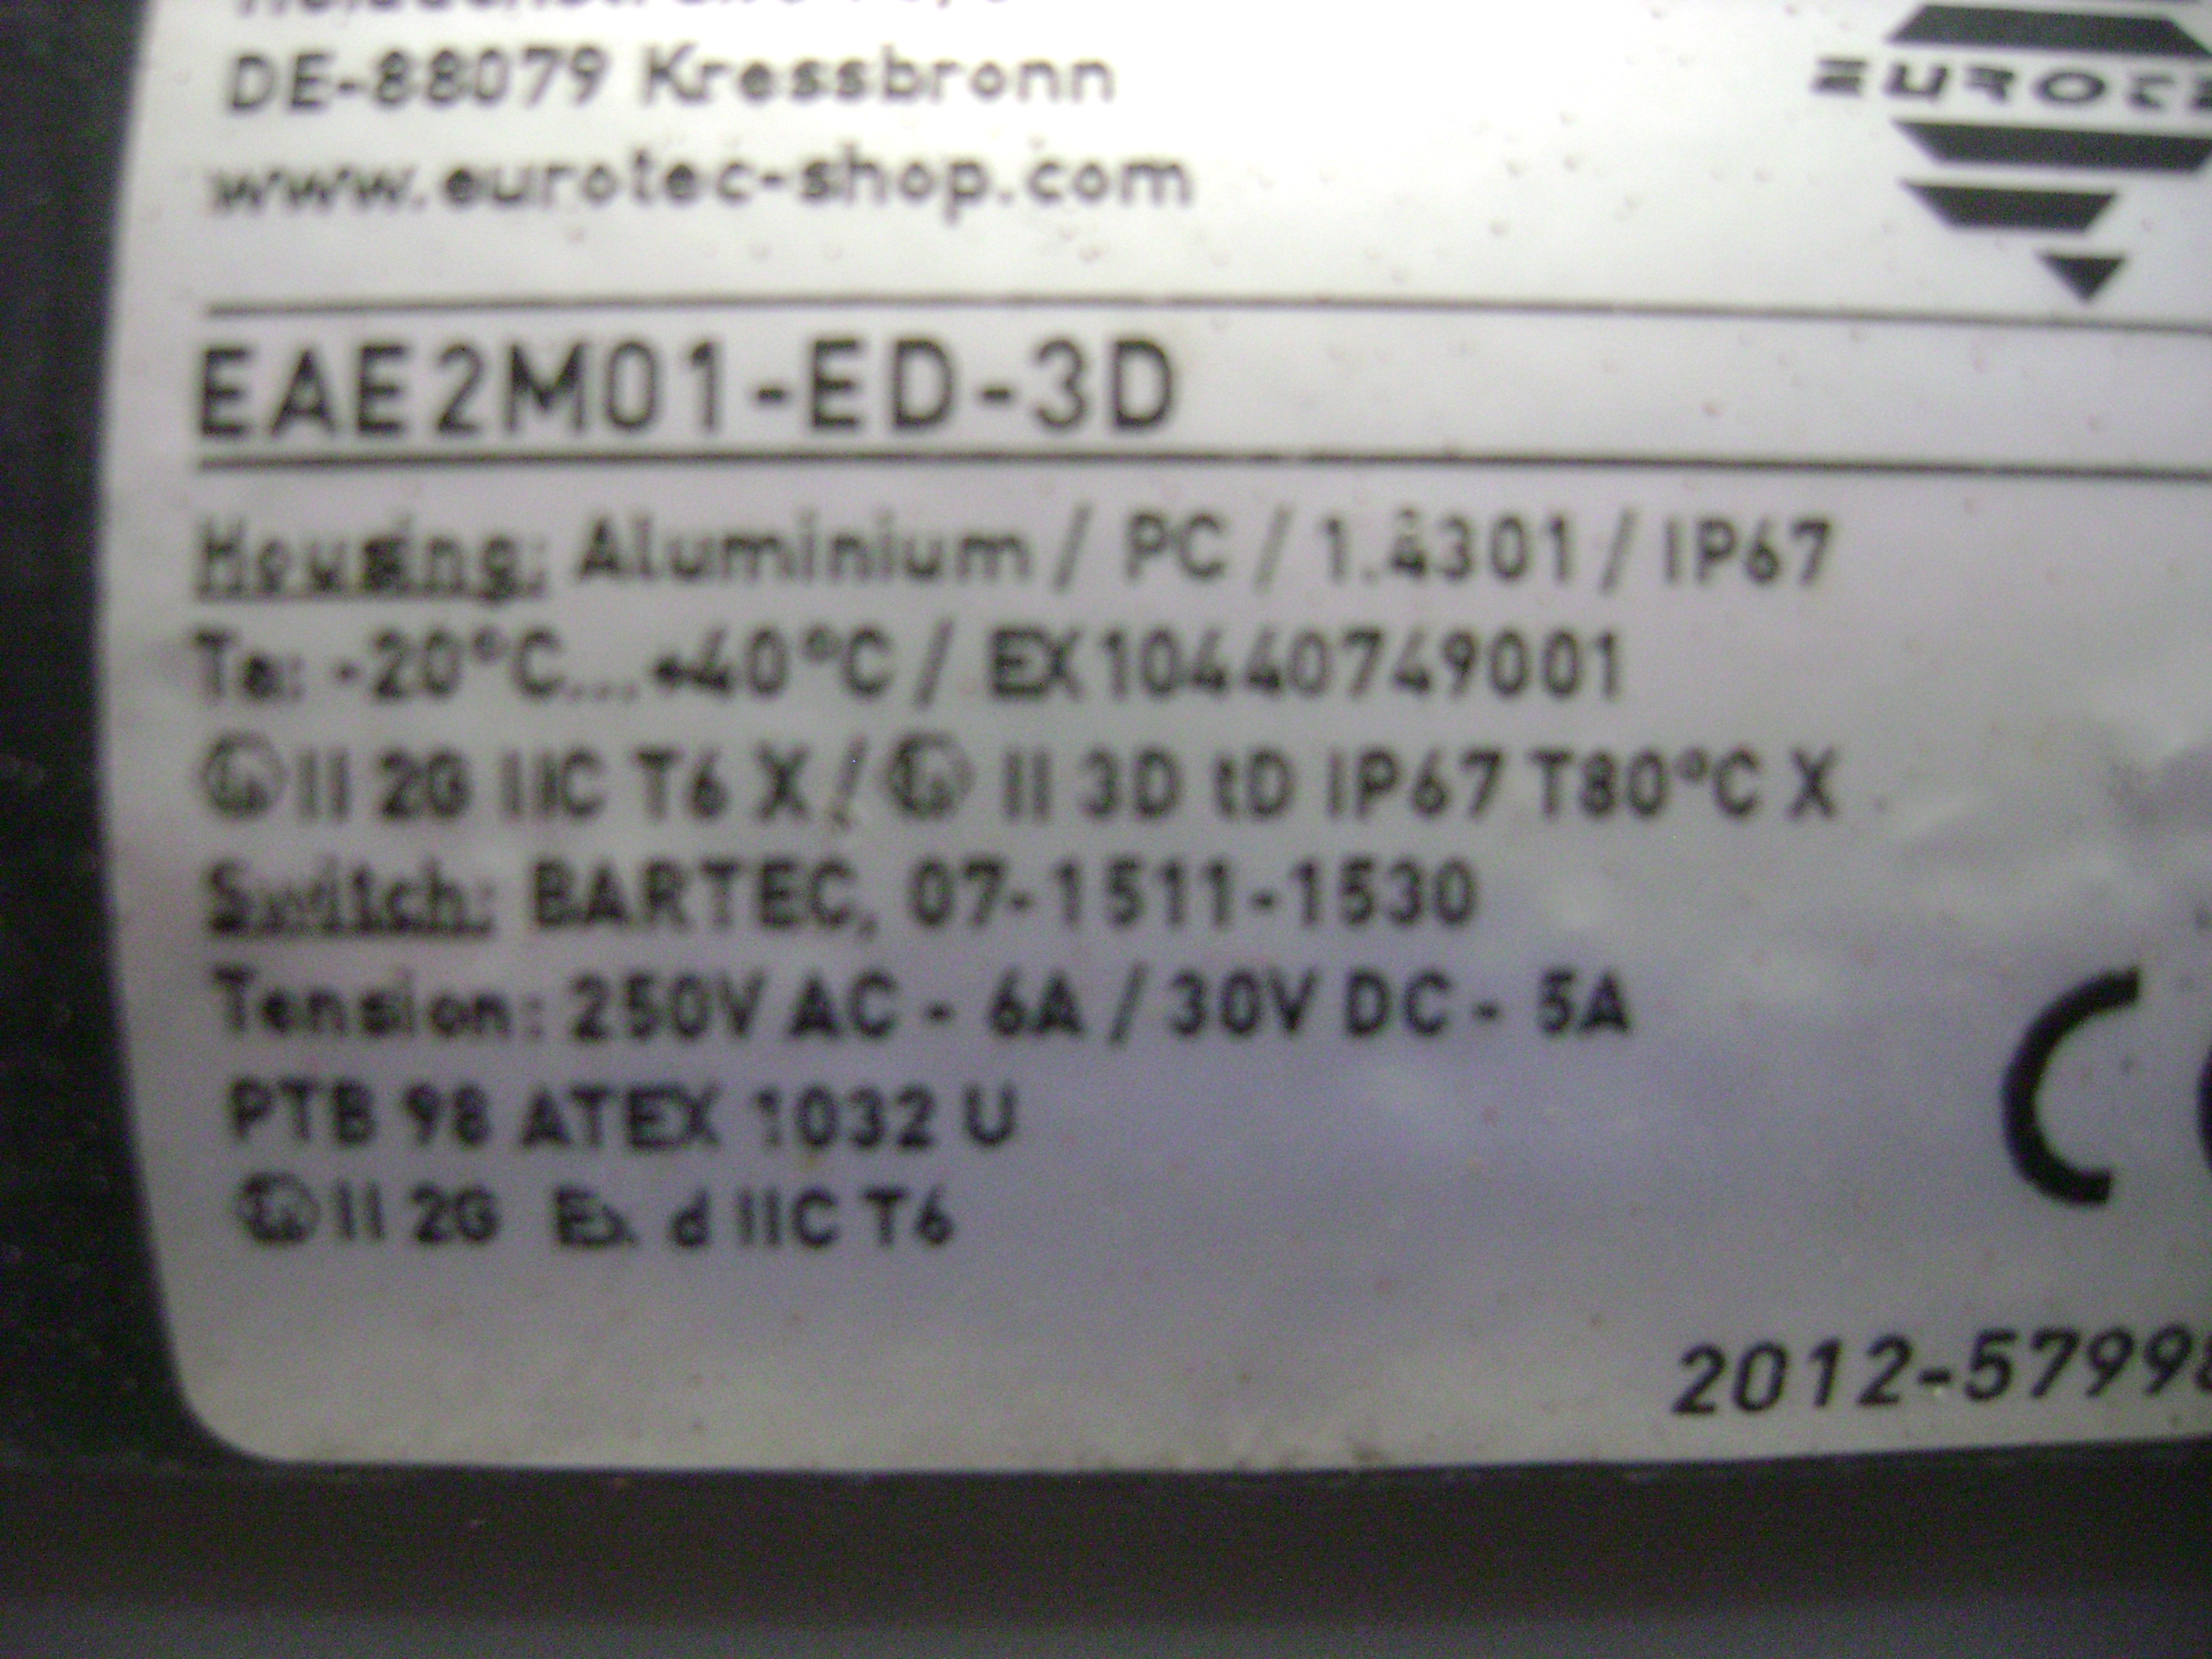 DE-88079 Kressbronn
www.eurotec-shop.com
EAE2M01-ED-3D
Housing: Aluminium / PC / 1.4301 / IP67
Ta: -20°C...+40°C / EX10440749001
II 2G IIC T6 X / II 3D tD IP67 T80°C X
Switch: BARTEC, 07-1511-1530
Tension: 250V AC - 6A / 30V DC - 5A
PTB 98 ATEX 1032 U
II 2G Ex d IIC T6
CE
2012-57998